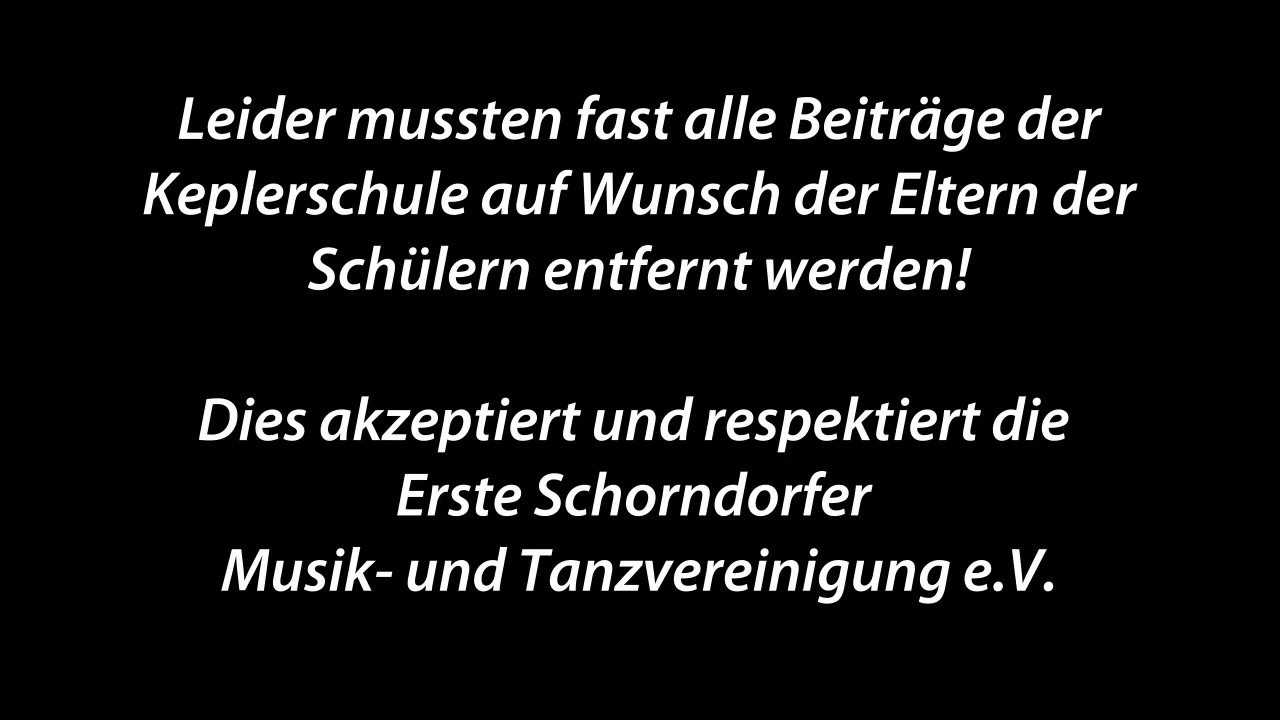 Leider mussten fast alle Beiträge der
Keplerschule auf Wunsch der Eltern der
Schülern entfernt werden!
Dies akzeptiert und respektiert die
Erste Schorndorfer
Musik- und Tanzvereinigung e.V.